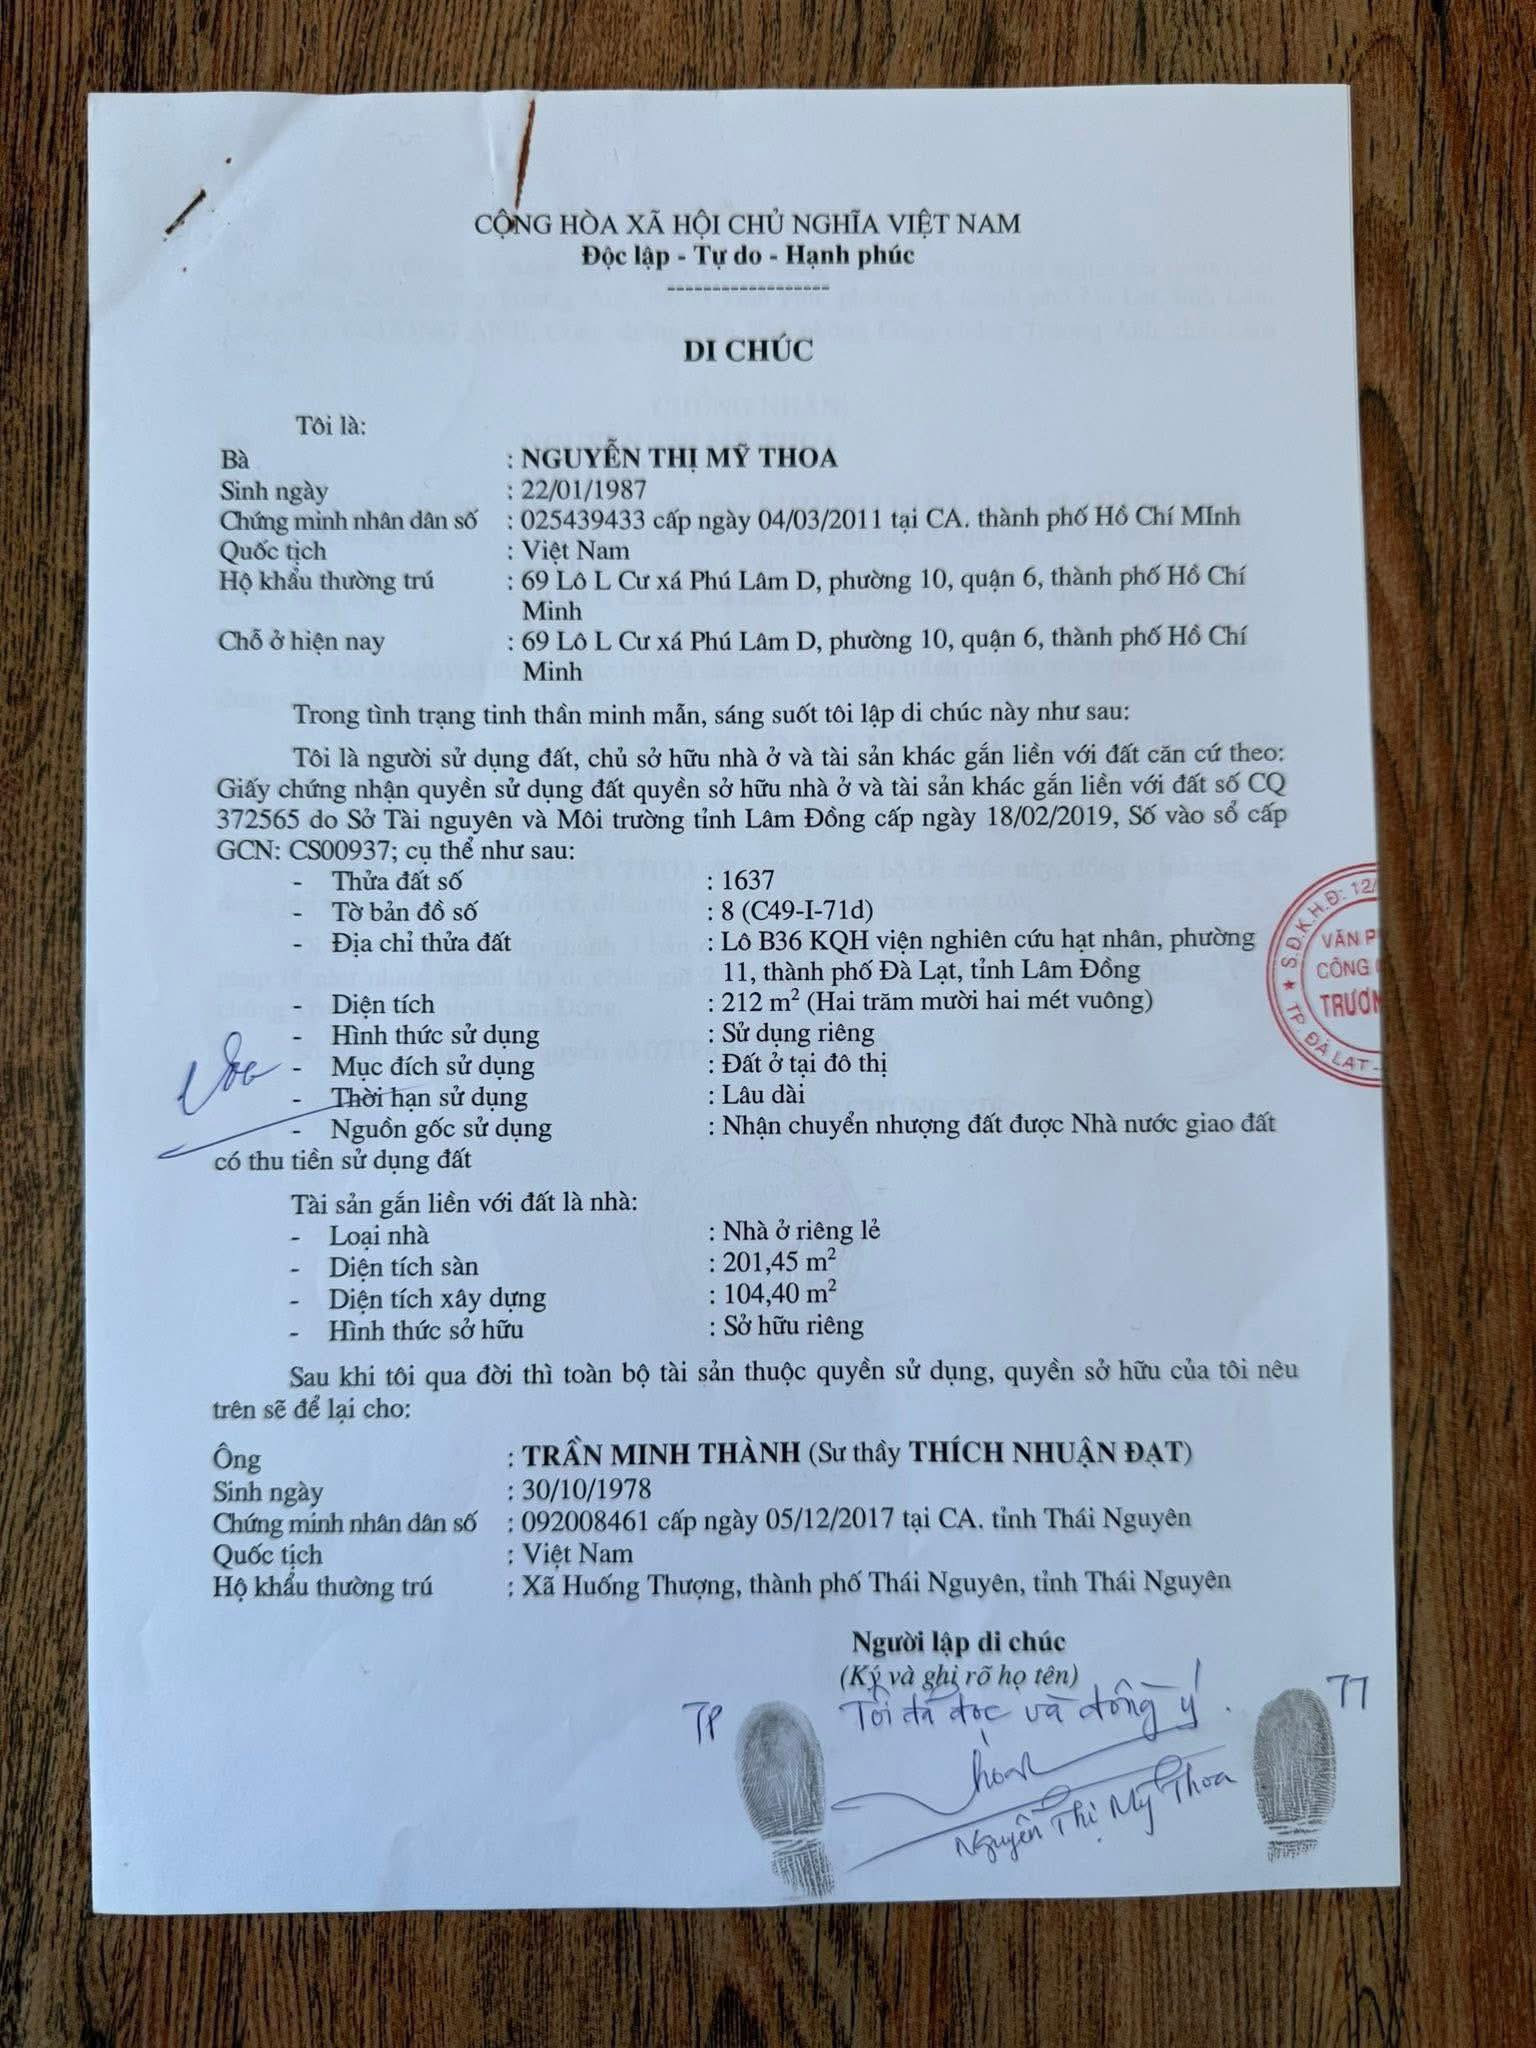 CỘNG HÒA XÃ HỘI CHỦ NGHĨA VIỆT NAM
Độc lập - Tự do - Hạnh phúc
------------------
DI CHÚC
Tôi là:
Bà : NGUYỄN THỊ MỸ THOA
Sinh ngày : 22/01/1987
Chứng minh nhân dân số : 025439433 cấp ngày 04/03/2011 tại CA. thành phố Hồ Chí MInh
Quốc tịch : Việt Nam
Hộ khẩu thường trú : 69 Lô L Cư xá Phú Lâm D, phường 10, quận 6, thành phố Hồ Chí
Minh
Chỗ ở hiện nay : 69 Lô L Cư xá Phú Lâm D, phường 10, quận 6, thành phố Hồ Chí
Minh
Trong tình trạng tinh thần minh mẫn, sáng suốt tôi lập di chúc này như sau:
Tôi là người sử dụng đất, chủ sở hữu nhà ở và tài sản khác gắn liền với đất căn cứ theo:
Giấy chứng nhận quyền sử dụng đất quyền sở hữu nhà ở và tài sản khác gắn liền với đất số CQ
372565 do Sở Tài nguyên và Môi trường tỉnh Lâm Đồng cấp ngày 18/02/2019, Số vào sổ cấp
GCN: CS00937; cụ thể như sau:
- Thửa đất số : 1637
- Tờ bản đồ số : 8 (C49-I-71d)
- Địa chỉ thửa đất : Lô B36 KQH viện nghiên cứu hạt nhân, phường
11, thành phố Đà Lạt, tỉnh Lâm Đồng
- Diện tích : 212 m² (Hai trăm mười hai mét vuông)
- Hình thức sử dụng : Sử dụng riêng
- Mục đích sử dụng : Đất ở tại đô thị
- Thời hạn sử dụng : Lâu dài
- Nguồn gốc sử dụng : Nhận chuyển nhượng đất được Nhà nước giao đất
có thu tiền sử dụng đất
Tài sản gắn liền với đất là nhà:
- Loại nhà : Nhà ở riêng lẻ
- Diện tích sàn : 201,45 m²
- Diện tích xây dựng : 104,40 m²
- Hình thức sở hữu : Sở hữu riêng
Sau khi tôi qua đời thì toàn bộ tài sản thuộc quyền sử dụng, quyền sở hữu của tôi nêu
trên sẽ để lại cho:
Ông : TRẦN MINH THÀNH (Sư thầy THÍCH NHUẬN ĐẠT)
Sinh ngày : 30/10/1978
Chứng minh nhân dân số : 092008461 cấp ngày 05/12/2017 tại CA. tỉnh Thái Nguyên
Quốc tịch : Việt Nam
Hộ khẩu thường trú : Xã Huống Thượng, thành phố Thái Nguyên, tỉnh Thái Nguyên
Người lập di chúc
(Ký và ghi rõ họ tên)
TP Tôi đã đọc và đồng ý. TT
Nguyễn Thị Mỹ Thoa
S.Đ.K.H.Đ: 12/
VĂN P
CÔNG
TRƯƠN
★ TP. ĐÀ LẠT -